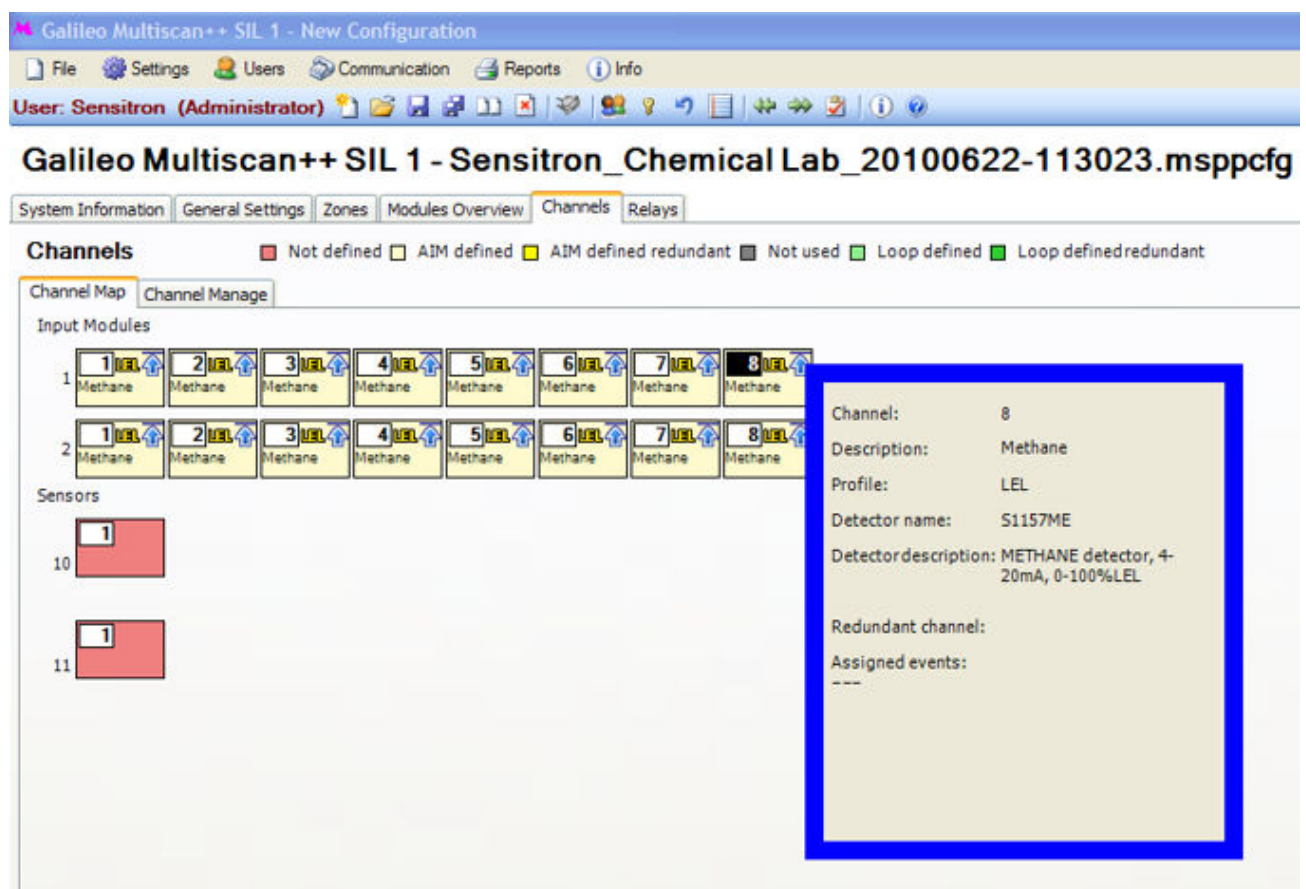 Galileo Multiscan++ SIL 1 - New Configuration
File Settings Users Communication Reports Info
User: Sensitron (Administrator)
Galileo Multiscan++ SIL 1 - Sensitron_Chemical Lab_20100622-113023.msppcfg
System Information General Settings Zones Modules Overview Channels Relays
Channels Not defined AIM defined AIM defined redundant Not used Loop defined Loop definedredundant
Channel Map Channel Manage
Input Modules
1 1 LEL 2 LEL 3 LEL 4 LEL 5 LEL 6 LEL 7 LEL 8 LEL
Methane Methane Methane Methane Methane Methane Methane Methane
2 1 LEL 2 LEL 3 LEL 4 LEL 5 LEL 6 LEL 7 LEL 8 LEL
Methane Methane Methane Methane Methane Methane Methane Methane
Sensors
10 1
11 1
Channel: 8
Description: Methane
Profile: LEL
Detector name: S1157ME
Detectordescription: METHANE detector, 4-
20mA, 0-100%LEL
Redundant channel:
Assigned events:
---